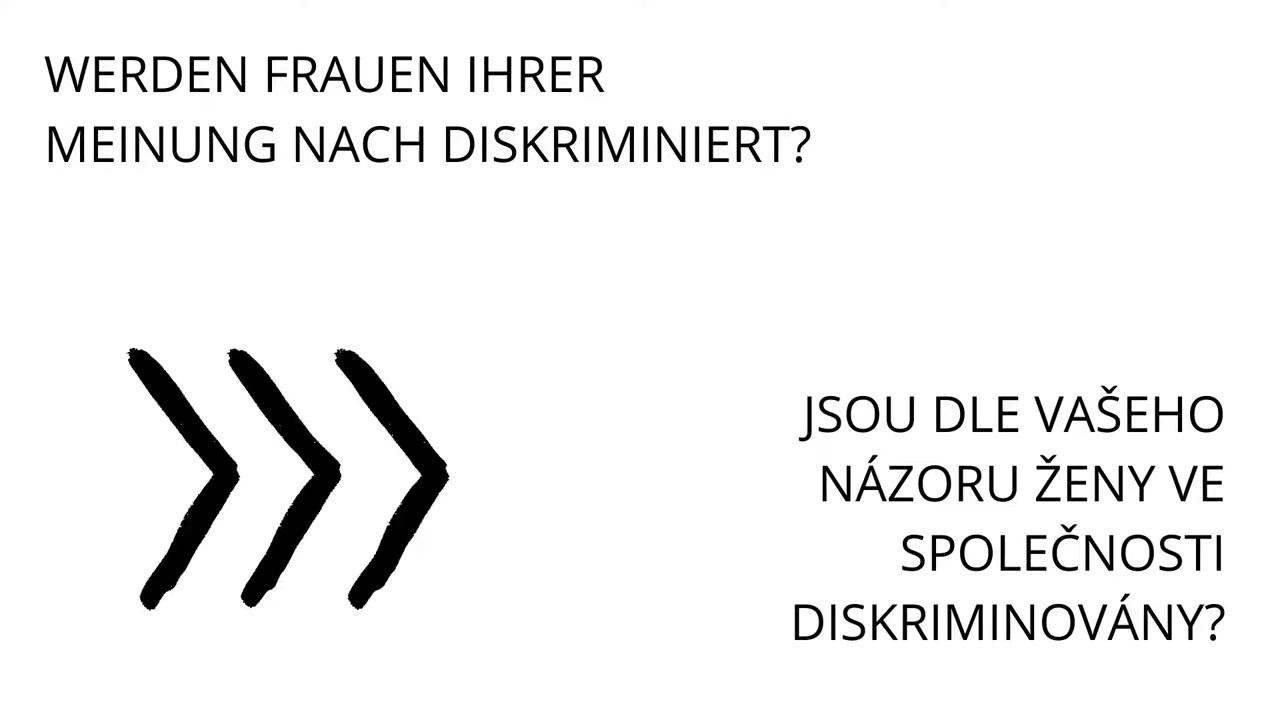 WERDEN FRAUEN IHRER
MEINUNG NACH DISKRIMINIERT?
JSOU DLE VAŠEHO
NÁZORU ŽENY VE
SPOLEČNOSTI
DISKRIMINOVÁNY?